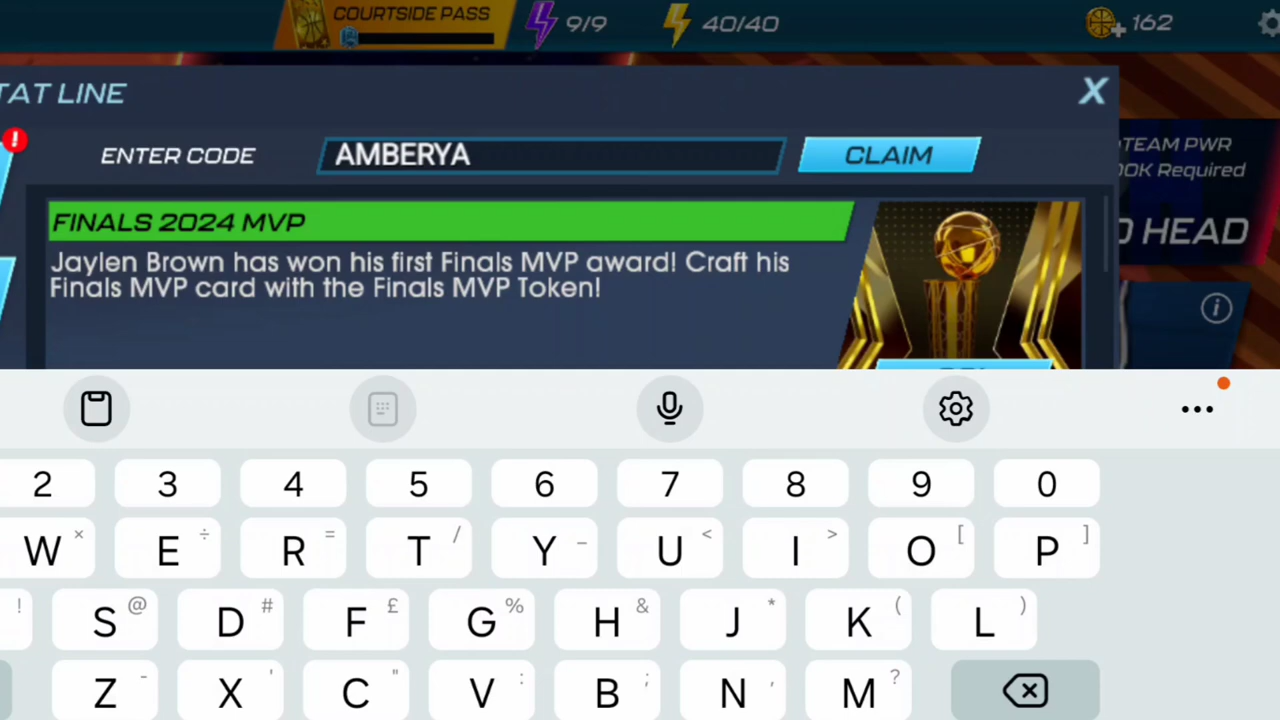 COURTSIDE PASS 9/9 40/40 162
TAT LINE X
!
ENTER CODE AMBERYA CLAIM
TEAM PWR
00K Required
FINALS 2024 MVP
D HEAD
Jaylen Brown has won his first Finals MVP award! Craft his
Finals MVP card with the Finals MVP Token!
i
2 3 4 5 6 7 8 9 0
W × E ÷ R = T / Y _ U < I > O [ P ]
! S @ D # F £ G % H & J * K ( L )
Z - X ' C " V : B ; N , M ?